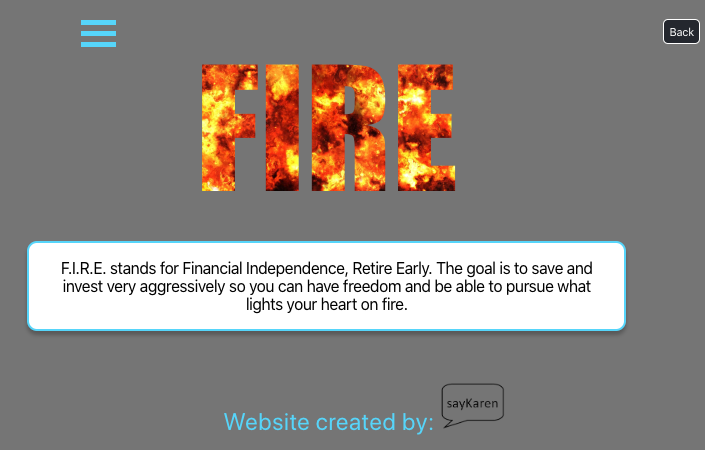 Back
FIRE
F.I.R.E. stands for Financial Independence, Retire Early. The goal is to save and
invest very aggressively so you can have freedom and be able to pursue what
lights your heart on fire.
Website created by: sayKaren